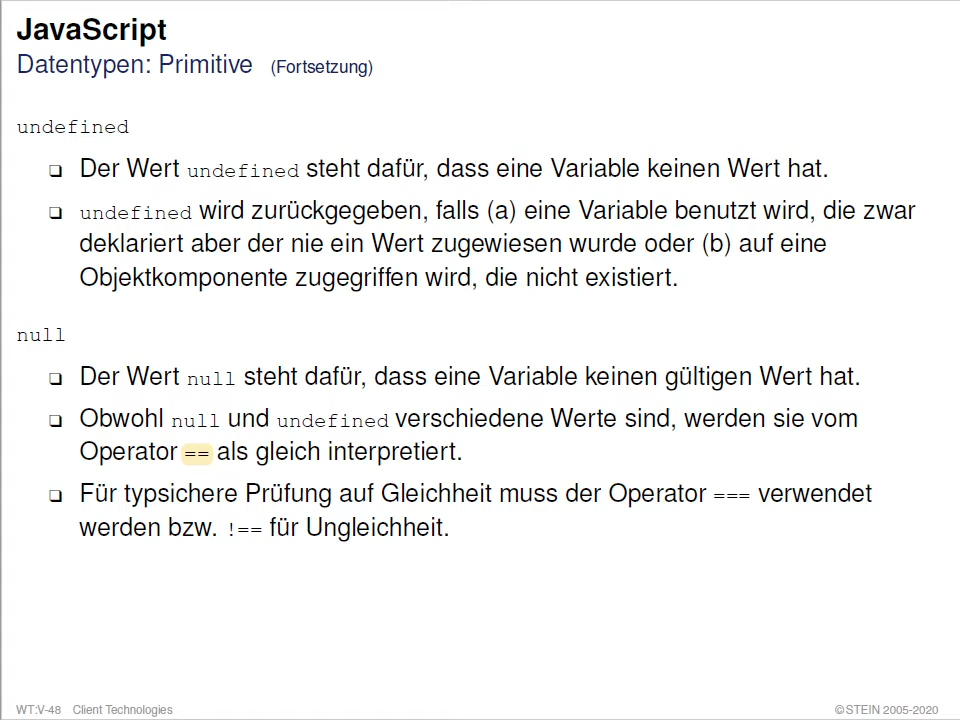 JavaScript
Datentypen: Primitive (Fortsetzung)
undefined
❑ Der Wert undefined steht dafür, dass eine Variable keinen Wert hat.
❑ undefined wird zurückgegeben, falls (a) eine Variable benutzt wird, die zwar
deklariert aber der nie ein Wert zugewiesen wurde oder (b) auf eine
Objektkomponente zugegriffen wird, die nicht existiert.
null
❑ Der Wert null steht dafür, dass eine Variable keinen gültigen Wert hat.
❑ Obwohl null und undefined verschiedene Werte sind, werden sie vom
Operator == als gleich interpretiert.
❑ Für typsichere Prüfung auf Gleichheit muss der Operator === verwendet
werden bzw. !== für Ungleichheit.
WT:V-48 Client Technologies ©STEIN 2005-2020